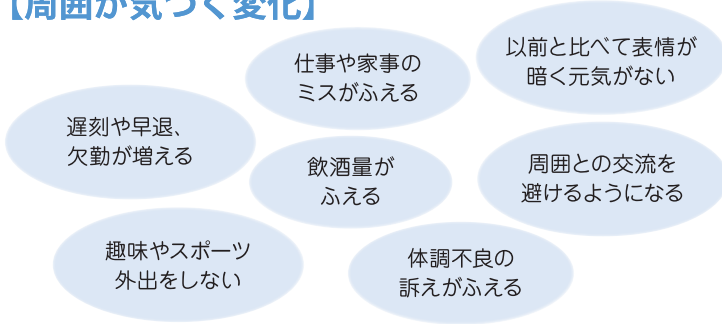 【周囲が気づく変化】
仕事や家事の
ミスがふえる
以前と比べて表情が
暗く元気がない
遅刻や早退、
欠勤が増える
飲酒量が
ふえる
周囲との交流を
避けるようになる
趣味やスポーツ
外出をしない
体調不良の
訴えがふえる